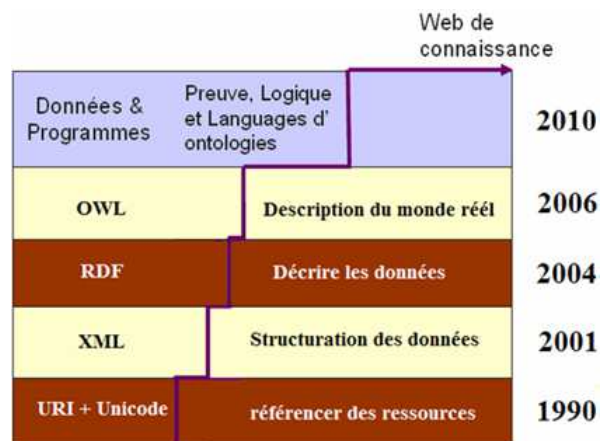 Web de
connaissance
Données &
Programmes
Preuve, Logique
et Languages d'
ontologies
2010
OWL
Description du monde réél
2006
RDF
Décrire les données
2004
XML
Structuration des données
2001
URI + Unicode
référencer des ressources
1990